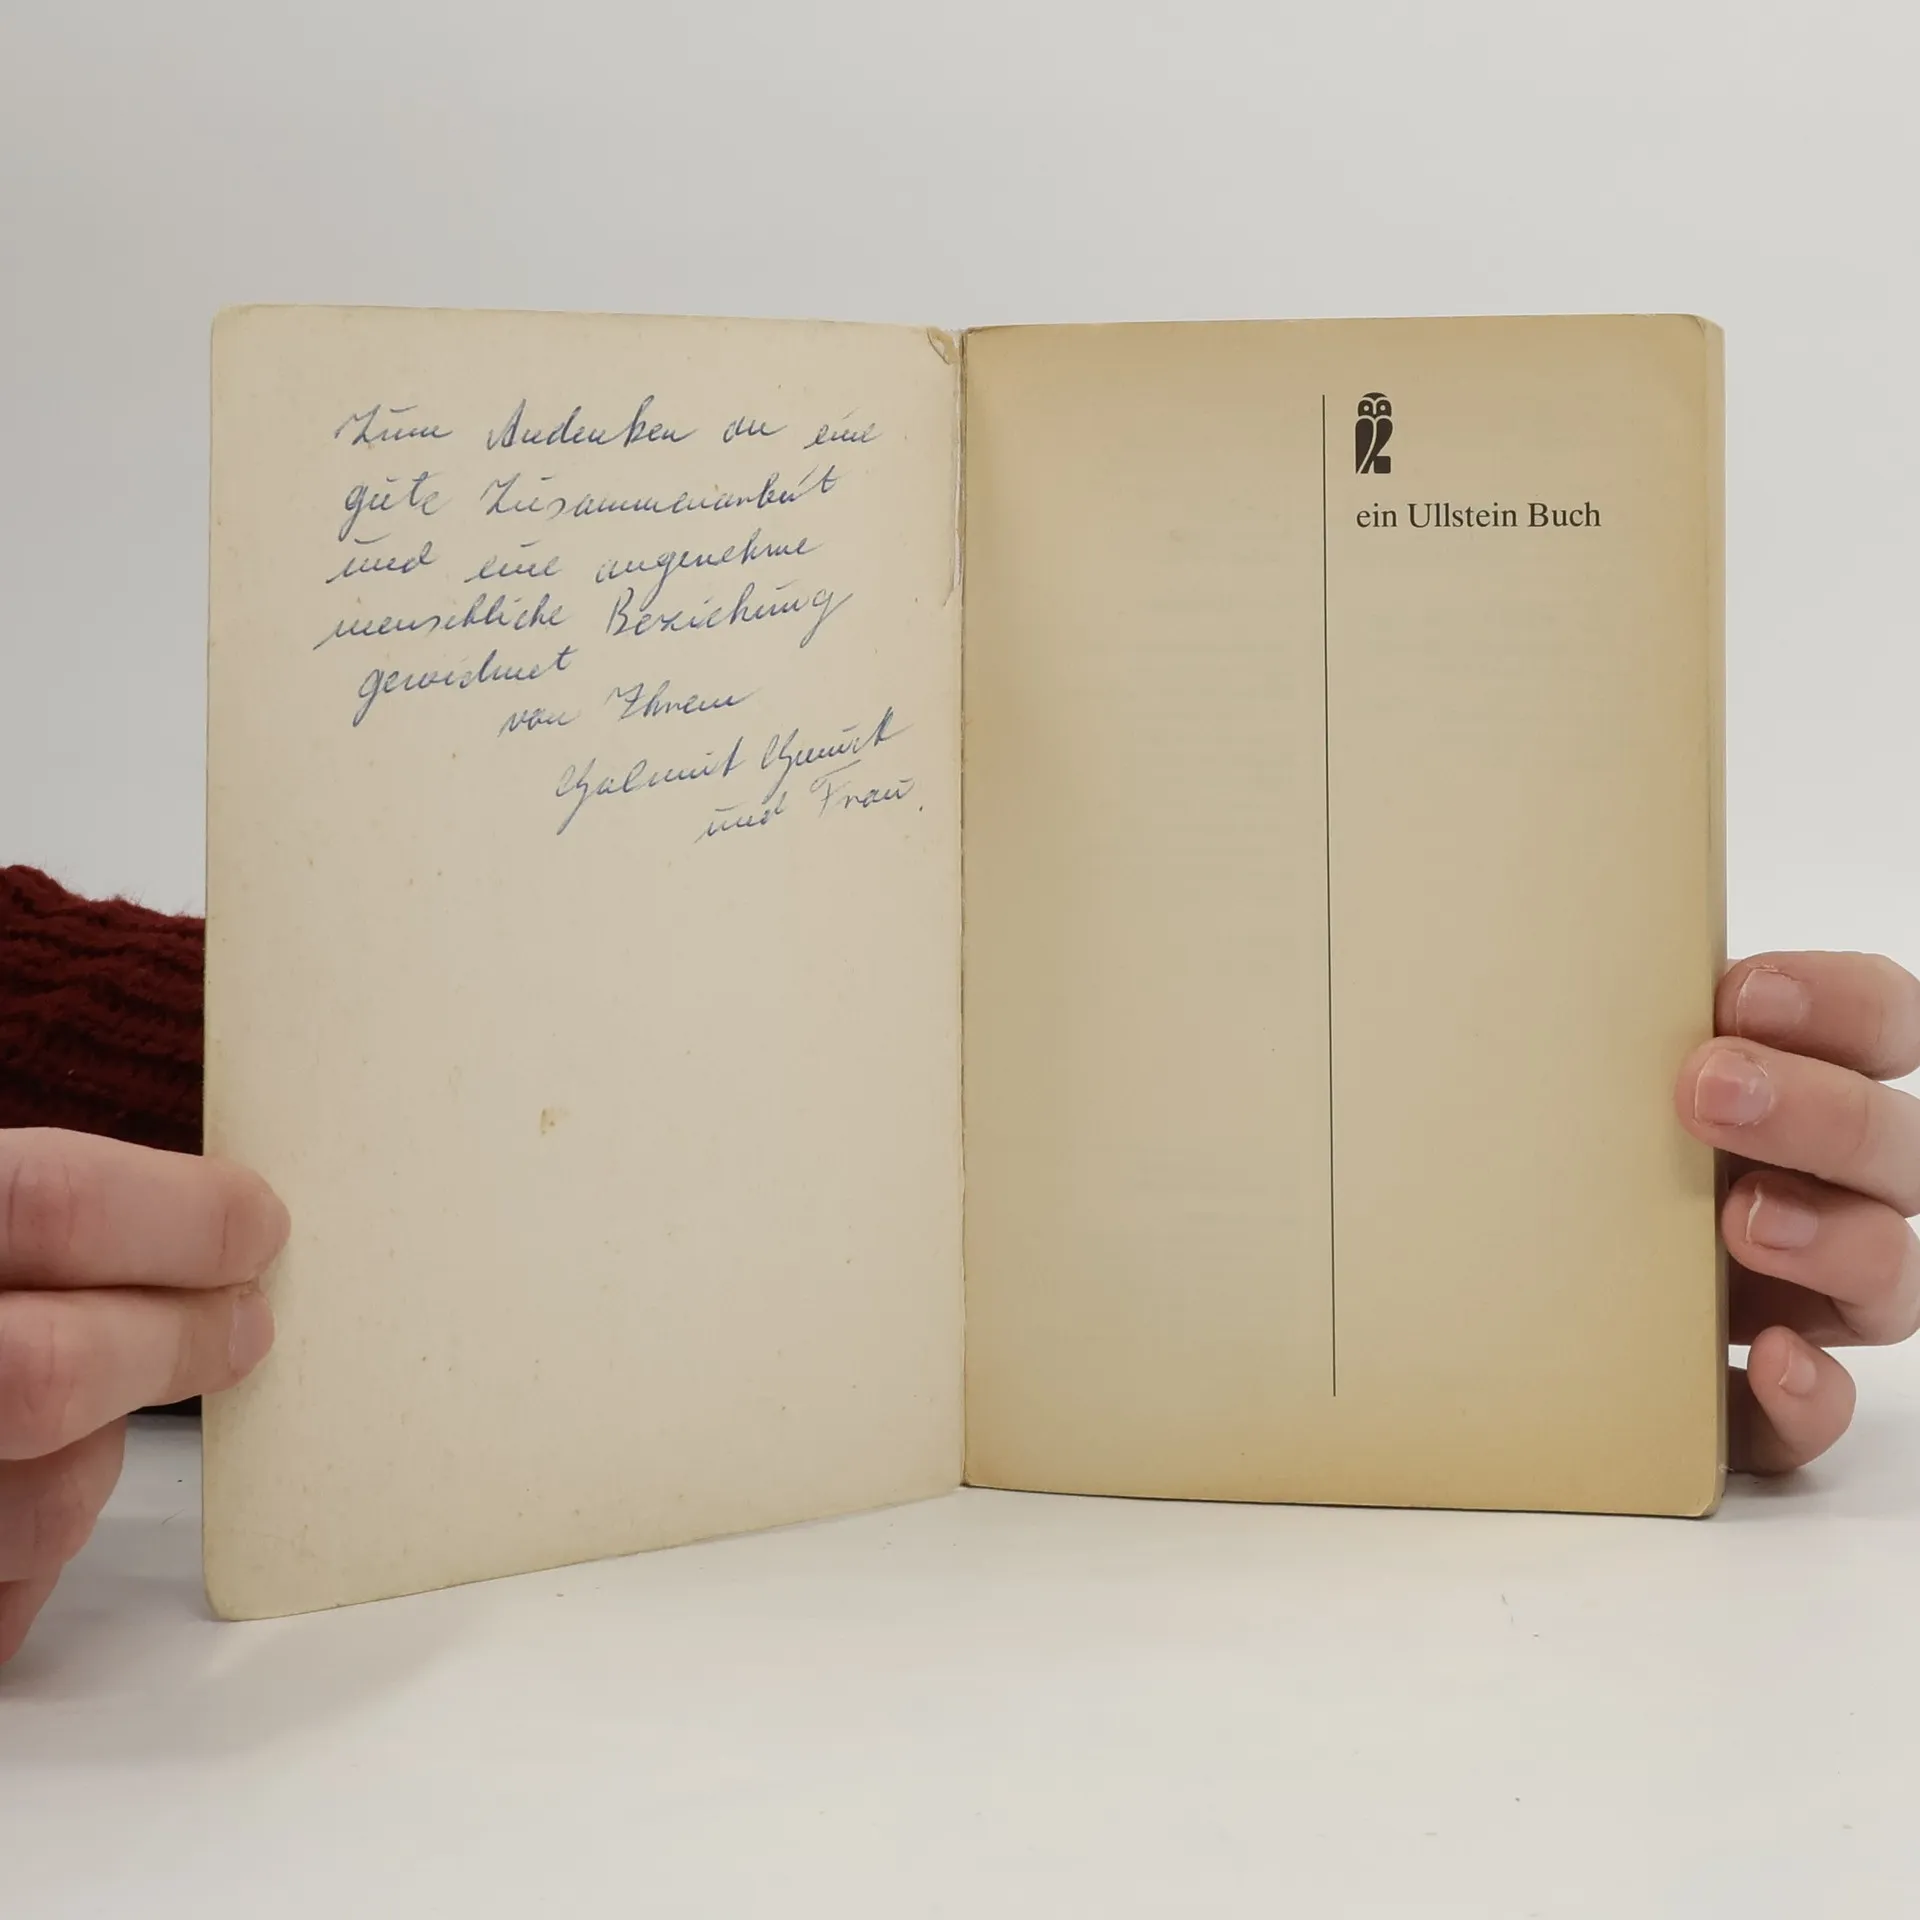 Zum Andenken an eine
gute Zusammenarbeit
und eine angenehme
menschliche Beziehung
gewidmet
von Ihrem
und Frau.
ein Ullstein Buch